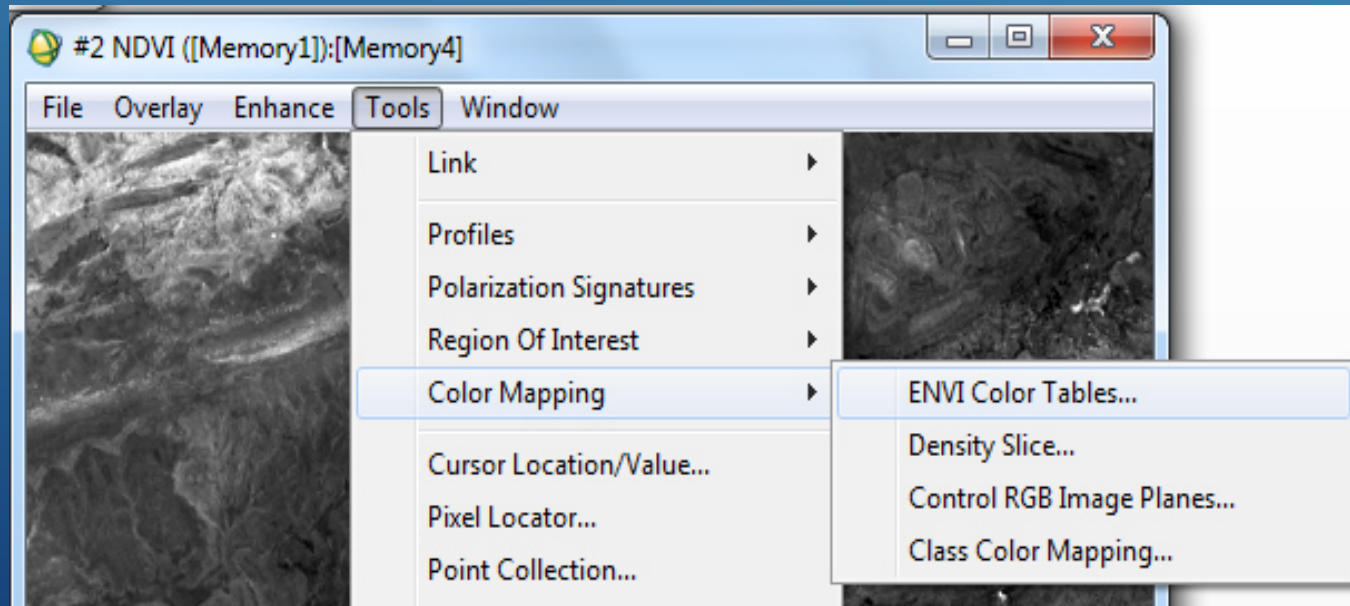 #2 NDVI ([Memory1]):[Memory4]
File Overlay Enhance Tools Window
Link
Profiles
Polarization Signatures
Region Of Interest
Color Mapping
Cursor Location/Value...
Pixel Locator...
Point Collection...
ENVI Color Tables...
Density Slice...
Control RGB Image Planes...
Class Color Mapping...